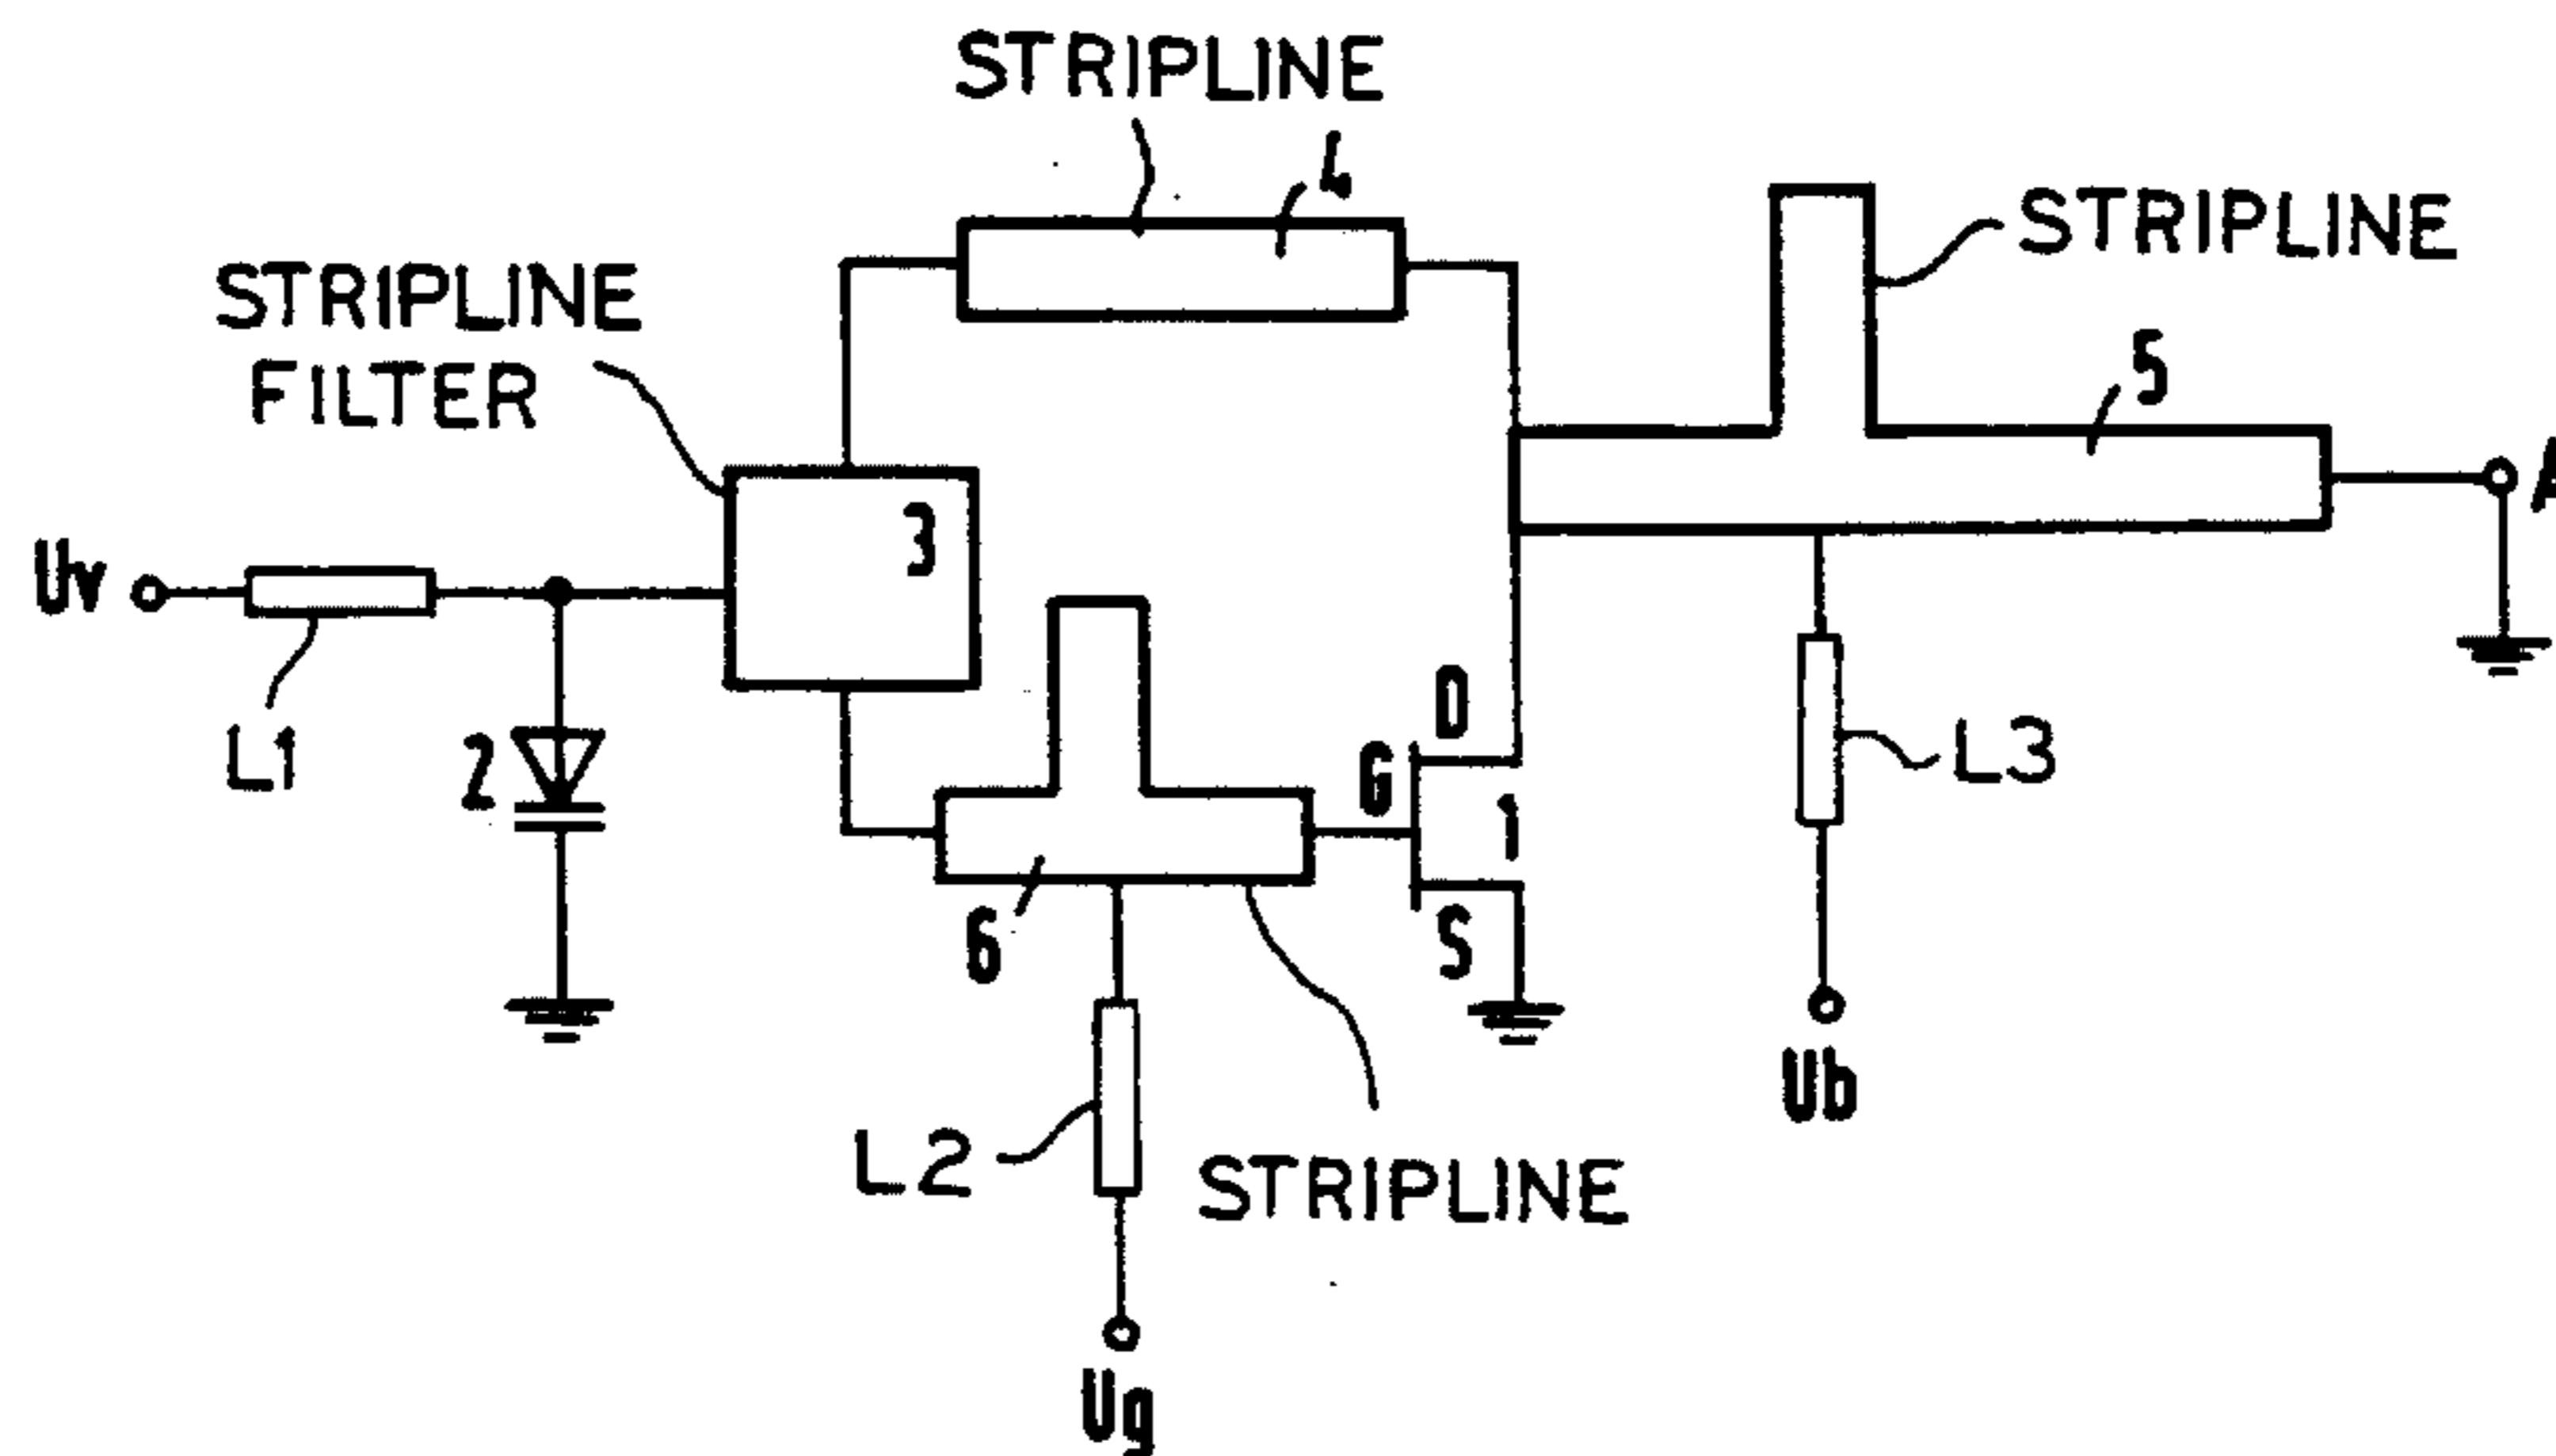 STRIPLINE
4
STRIPLINE
STRIPLINE
FILTER
5
3
A
Uv
L1
2
D
G
1
S
L3
6
Ub
L2
STRIPLINE
Ug